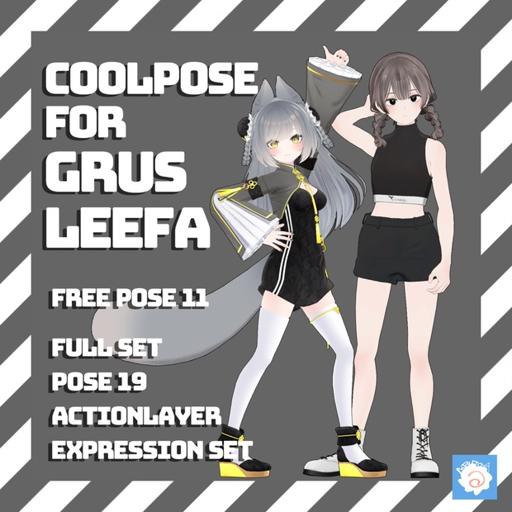 COOLPOSE
FOR
GRUS
LEEFA
FREE POSE 11
FULL SET
POSE 19
ACTIONLAYER
EXPRESSION SET